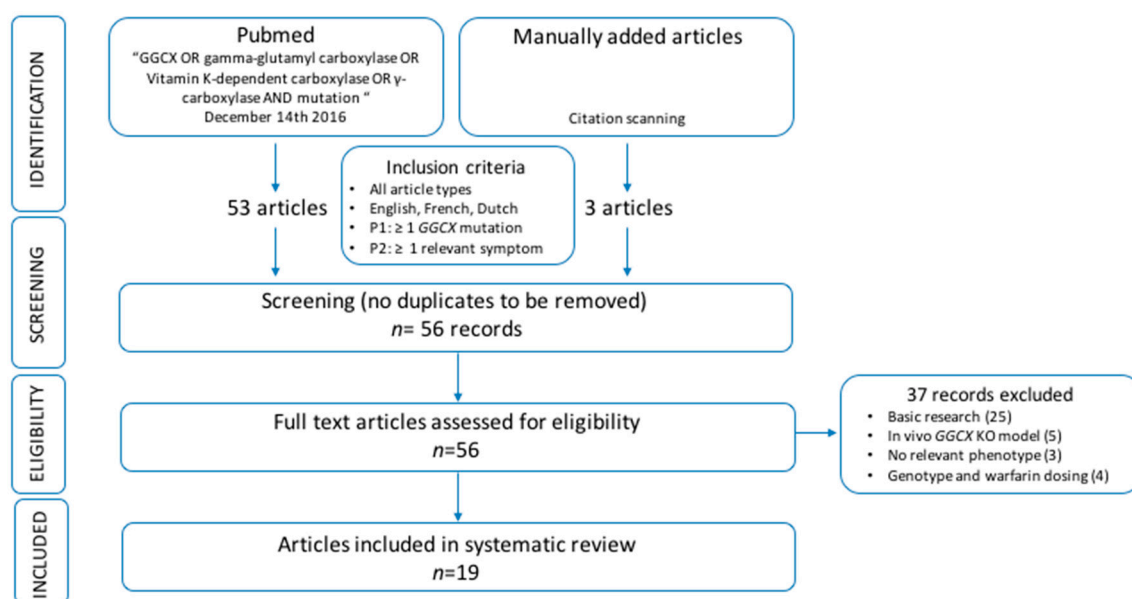 IDENTIFICATION
Pubmed
“GGCX OR gamma-glutamyl carboxylase OR
Vitamin K-dependent carboxylase OR γ-
carboxylase AND mutation “
December 14th 2016
Manually added articles
Citation scanning
Inclusion criteria
• All article types
• English, French, Dutch
• P1: ≥ 1 GGCX mutation
• P2: ≥ 1 relevant symptom
53 articles
3 articles
SCREENING
Screening (no duplicates to be removed)
n= 56 records
ELIGIBILITY
Full text articles assessed for eligibility
n=56
37 records excluded
• Basic research (25)
• In vivo GGCX KO model (5)
• No relevant phenotype (3)
• Genotype and warfarin dosing (4)
INCLUDED
Articles included in systematic review
n=19